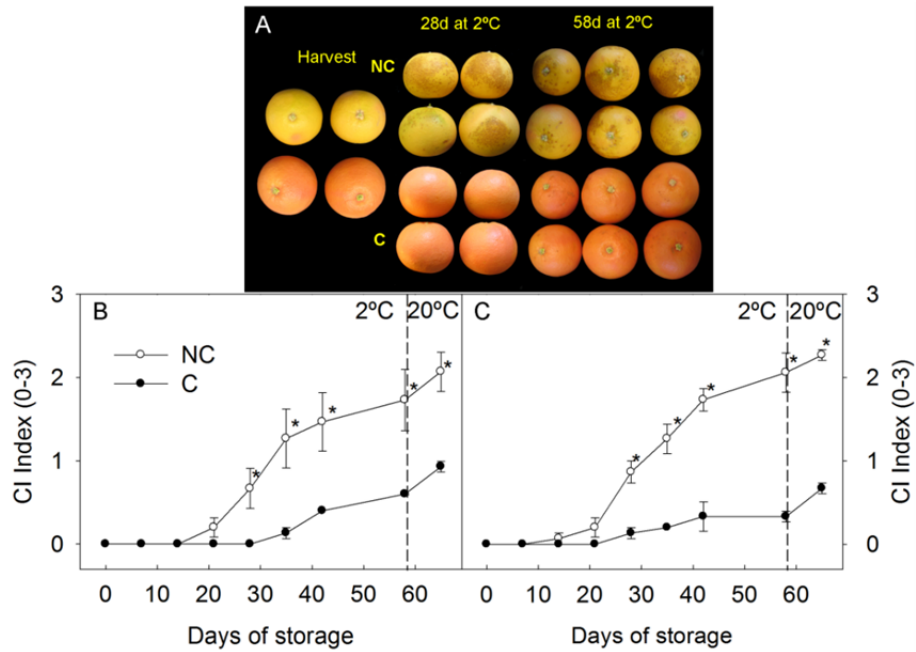 A
28d at 2ºC 58d at 2ºC
Harvest
NC
C
3 B 2ºC 20ºC C 2ºC 20ºC 3
NC
C
CI Index (0-3)
CI Index (0-3)
2 2
1 1
0 0
* * * * * * * * * *
0 10 20 30 40 50 60 0 10 20 30 40 50 60
Days of storage Days of storage